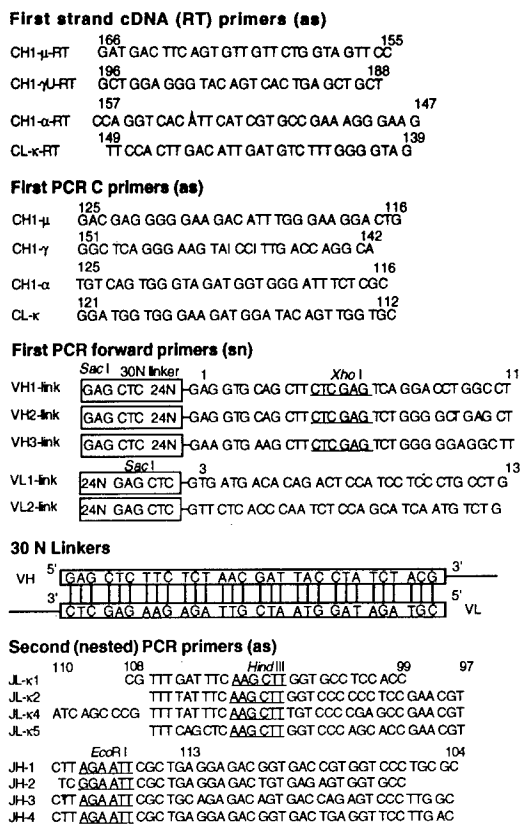 First strand cDNA (RT) primers (as)
166 155
CH1-μ-RT GAT GAC TTC AGT GTT GTT CTG GTA GTT CC
196 188
CH1-γU-RT GCT GGA GGG TAC AGT CAC TGA GCT GCT
157 147
CH1-α-RT CCA GGT CAC ATT CAT CGT GCC GAA AGG GAA G
149 139
CL-κ-RT TT CCA CTT GAC ATT GAT GTC TTT GGG GTA G
First PCR C primers (as)
125 116
CH1-μ GAC GAG GGG GAA GAC ATT TGG GAA GGA CTG
151 142
CH1-γ GGC TCA GGG AAG TAI CCI TTG ACC AGG CA
125 116
CH1-α TGT CAG TGG GTA GAT GGT GGG ATT TCT CGC
121 112
CL-κ GGA TGG TGG GAA GAT GGA TAC AGT TGG TGC
First PCR forward primers (sn)
SacI 30N linker 1 XhoI 11
VH1-link GAG CTC 24N GAG GTG CAG CTT CTC GAG TCA GGA CCT GGC CT
VH2-link GAG CTC 24N GAG GTG CAG CTT CTC GAG TCT GGG GCT GAG CT
VH3-link GAG CTC 24N GAA GTG AAG CTT CTC GAG TCT GGG GGAGGC TT
SacI 3 13
VL1-link 24N GAG CTC GTG ATG ACA CAG ACT CCA TCC TCC CTG CCT G
VL2-link 24N GAG CTC GTT CTC ACC CAA TCT CCA GCA TCA ATG TCT G
30 N Linkers
5' 3'
VH GAG CTC TTC TCT AAC GAT TAC CTA TCT ACG
3' 5'
CTC GAG AAG AGA TTG CTA ATG GAT AGA TGC VL
Second (nested) PCR primers (as)
110 108 HindIII 99 97
JL-κ1 CG TTT GAT TTC AAG CTT GGT GCC TCC ACC
JL-κ2 TTT TAT TTC AAG CTT GGT CCC CCC TCC GAA CGT
JL-κ4 ATC AGC CCG TTT TAT TTC AAG CTT TGT CCC CGA GCC GAA CGT
JL-κ5 TTT CAG CTC AAG CTT GGT CCC AGC ACC GAA CGT
EcoRI 113 104
JH-1 CTT AGA ATT CGC TGA GGA GAC GGT GAC CGT GGT CCC TGC GC
JH-2 TC GGA ATT CGC TGA GGA GAC TGT GAG AGT GGT GCC
JH-3 CTT AGA ATT CGC TGC AGA GAC AGT GAC CAG AGT CCC TTG GC
JH-4 CTT AGA ATT CGC TGA GGA GAC GGT GAC TGA GGT TCC TTG AC